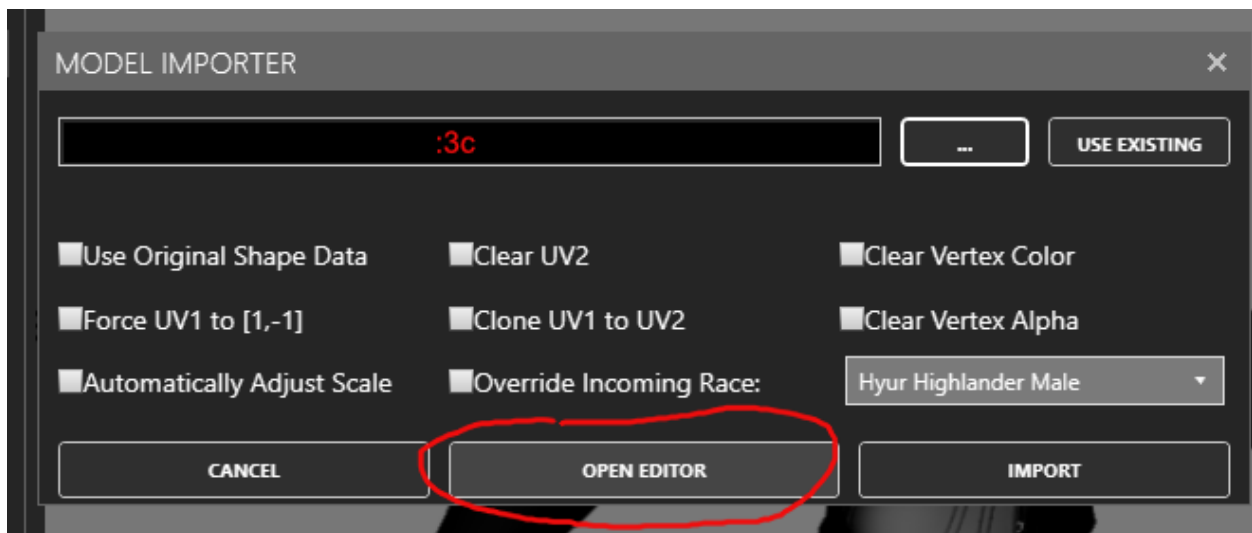 MODEL IMPORTER ×
:3c ... USE EXISTING
Use Original Shape Data Clear UV2 Clear Vertex Color
Force UV1 to [1,-1] Clone UV1 to UV2 Clear Vertex Alpha
Automatically Adjust Scale Override Incoming Race: Hyur Highlander Male
CANCEL OPEN EDITOR IMPORT